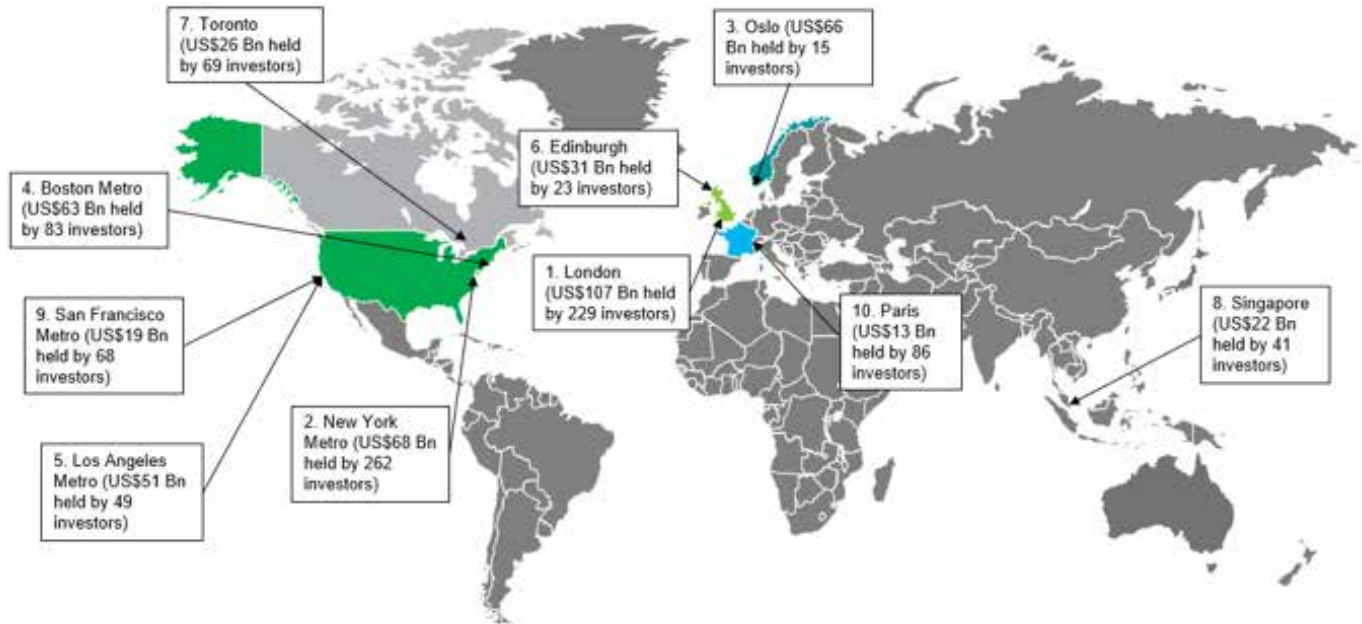 7. Toronto
(US$26 Bn held
by 69 investors)
3. Oslo (US$66
Bn held by 15
investors)
6. Edinburgh
(US$31 Bn held
by 23 investors)
4. Boston Metro
(US$63 Bn held
by 83 investors)
1. London
(US$107 Bn held
by 229 investors)
10. Paris
(US$13 Bn
held by 86
investors)
8. Singapore
(US$22 Bn
held by 41
investors)
9. San Francisco
Metro (US$19 Bn
held by 68
investors)
2. New York
Metro (US$68 Bn
held by 262
investors)
5. Los Angeles
Metro (US$51 Bn
held by 49
investors)